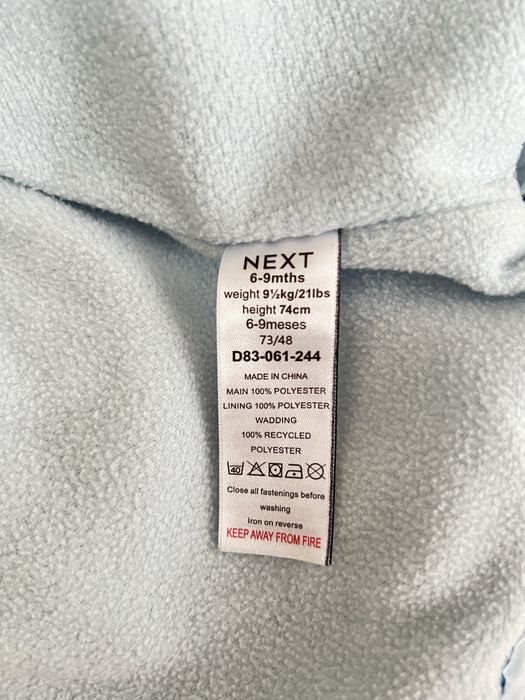 NEXT
6-9mths
weight 9½kg/21lbs
height 74cm
6-9meses
73/48
D83-061-244
MADE IN CHINA
MAIN 100% POLYESTER
LINING 100% POLYESTER
WADDING
100% RECYCLED
POLYESTER
40
Close all fastenings before
washing
Iron on reverse
KEEP AWAY FROM FIRE